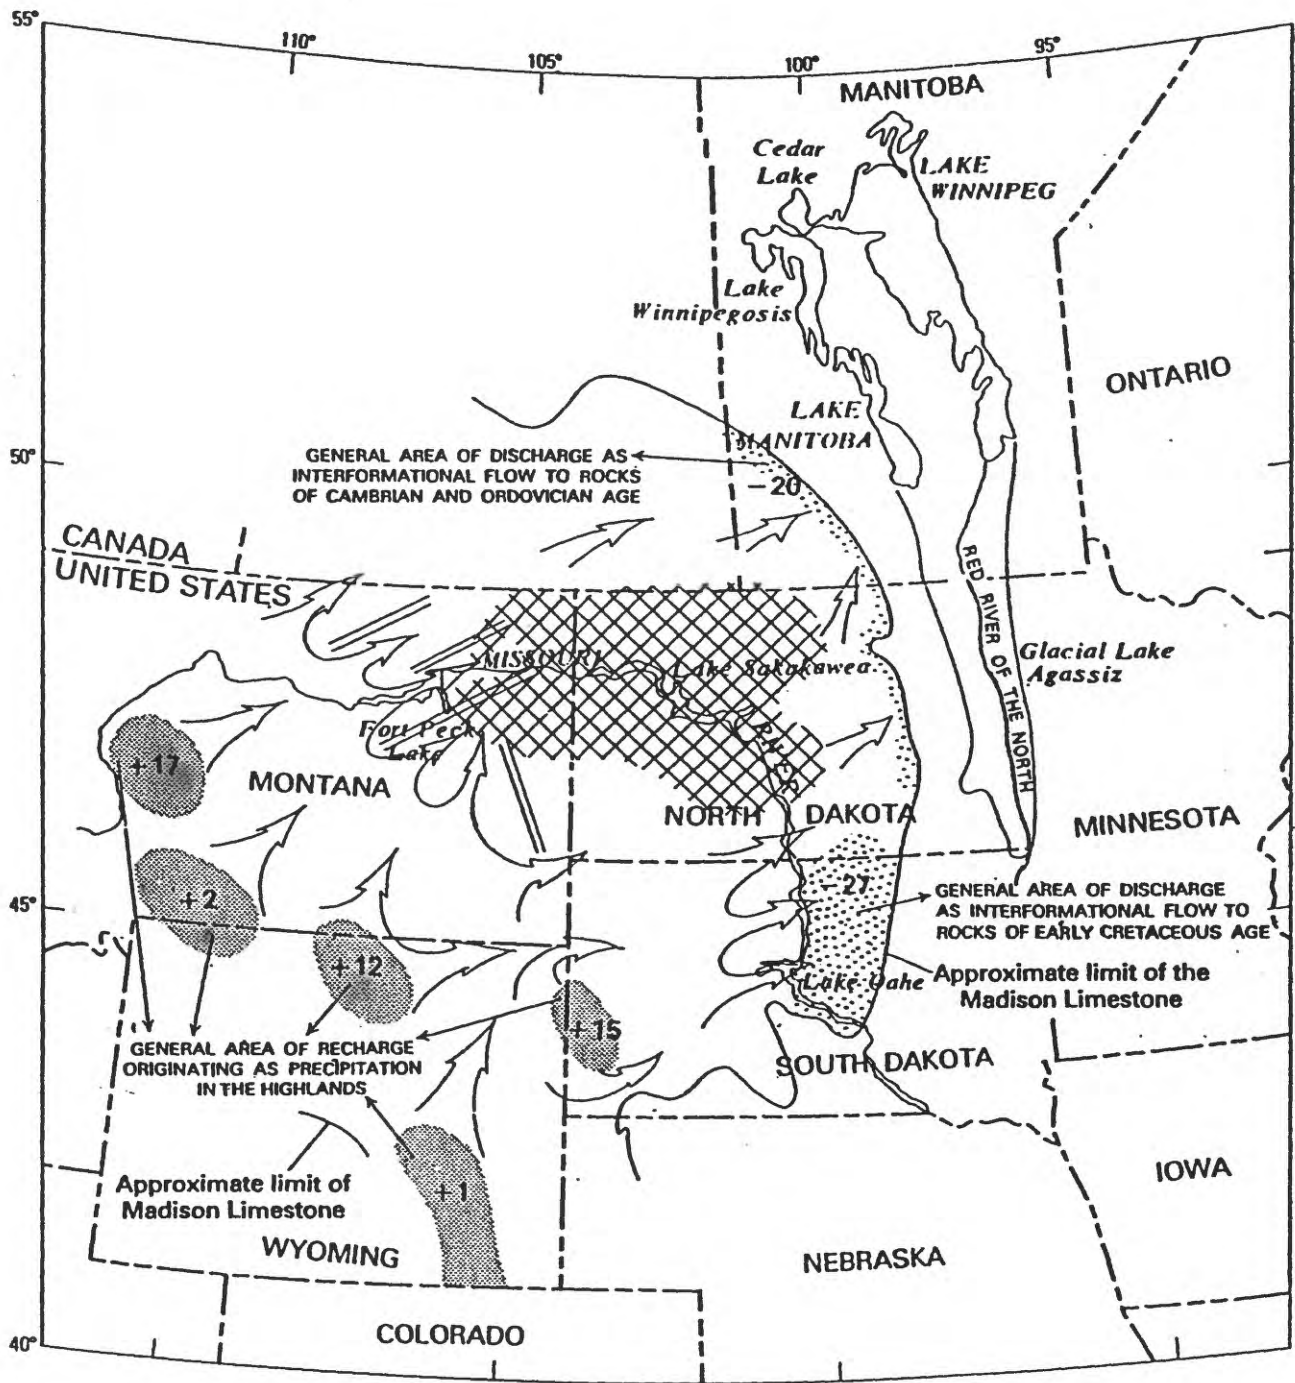 55°
110°
105°
100°
95°
MANITOBA
Cedar
Lake
LAKE
WINNIPEG
Lake
Winnipegosis
ONTARIO
LAKE
MANITOBA
50°
GENERAL AREA OF DISCHARGE AS
INTERFORMATIONAL FLOW TO ROCKS
OF CAMBRIAN AND ORDOVICIAN AGE
-20
CANADA
UNITED STATES
RED RIVER OF THE NORTH
MISSOURI
Lake Sakakawea
Glacial Lake
Agassiz
Fort Peck
Lake
RIVER
+17
MONTANA
NORTH DAKOTA
MINNESOTA
+2
-27
45°
GENERAL AREA OF DISCHARGE
AS INTERFORMATIONAL FLOW TO
ROCKS OF EARLY CRETACEOUS AGE
+12
Lake Oahe
Approximate limit of the
Madison Limestone
+15
GENERAL AREA OF RECHARGE
ORIGINATING AS PRECIPITATION
IN THE HIGHLANDS
SOUTH DAKOTA
Approximate limit of
Madison Limestone
+1
IOWA
WYOMING
NEBRASKA
COLORADO
40°